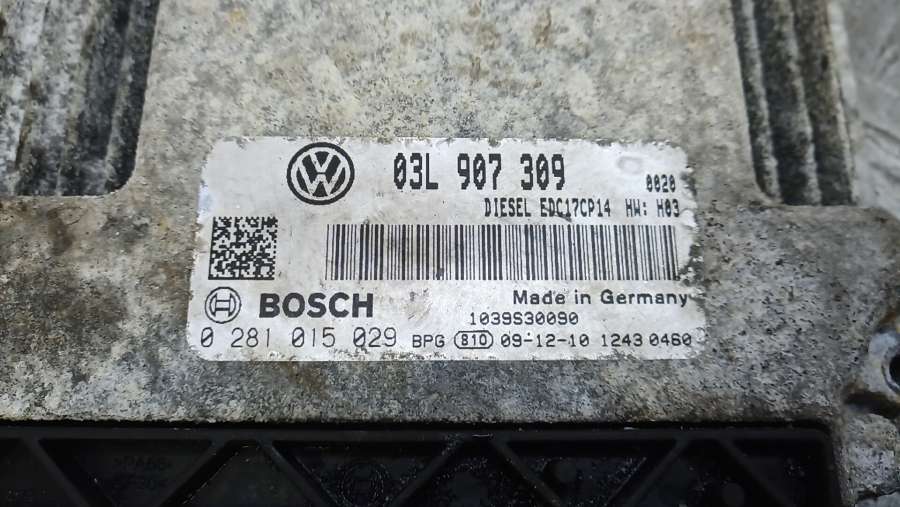 03L 907 309
0020
DIESEL EDC17CP14 HW: H03
BOSCH
Made in Germany
1039S30090
0 281 015 029 BPG 810 09-12-10 1243 0460